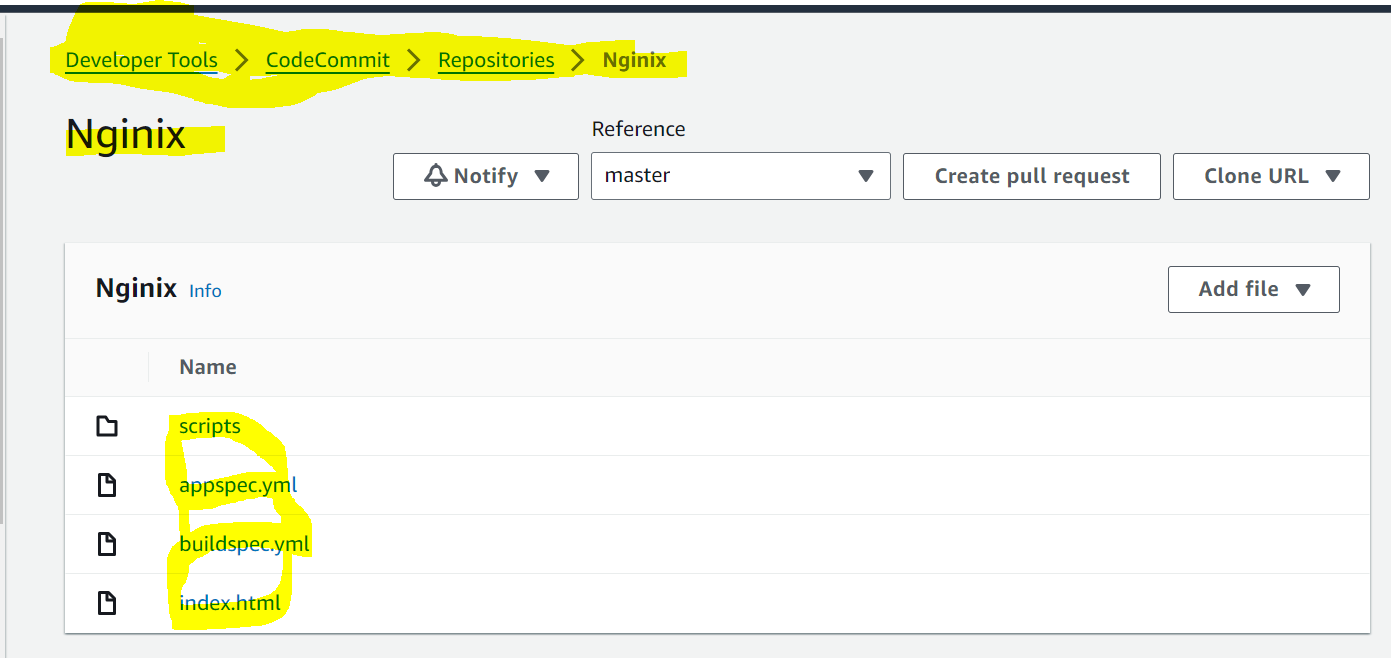 Developer Tools > CodeCommit > Repositories > Nginix
Nginix
Reference
Notify master Create pull request Clone URL
Nginix Info Add file
Name
scripts
appspec.yml
buildspec.yml
index.html